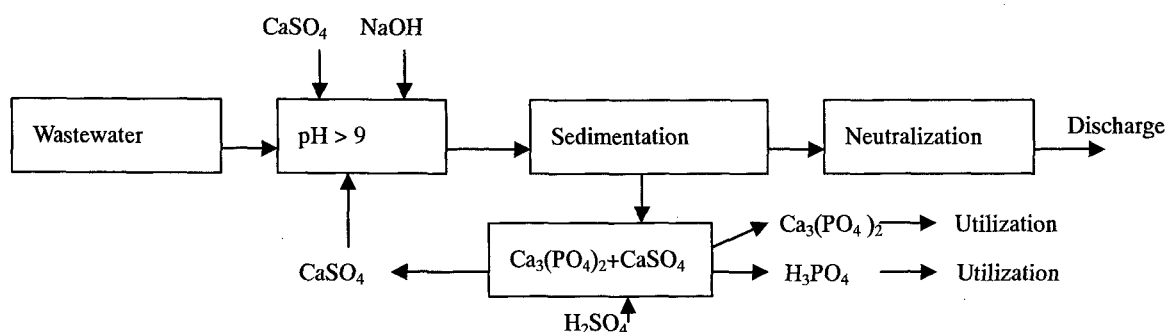 CaSO₄ NaOH
Wastewater
pH > 9
Sedimentation
Neutralization
Discharge
Ca₃(PO₄)₂+CaSO₄
Ca₃(PO₄)₂
Utilization
CaSO₄
H₃PO₄
Utilization
H₂SO₄